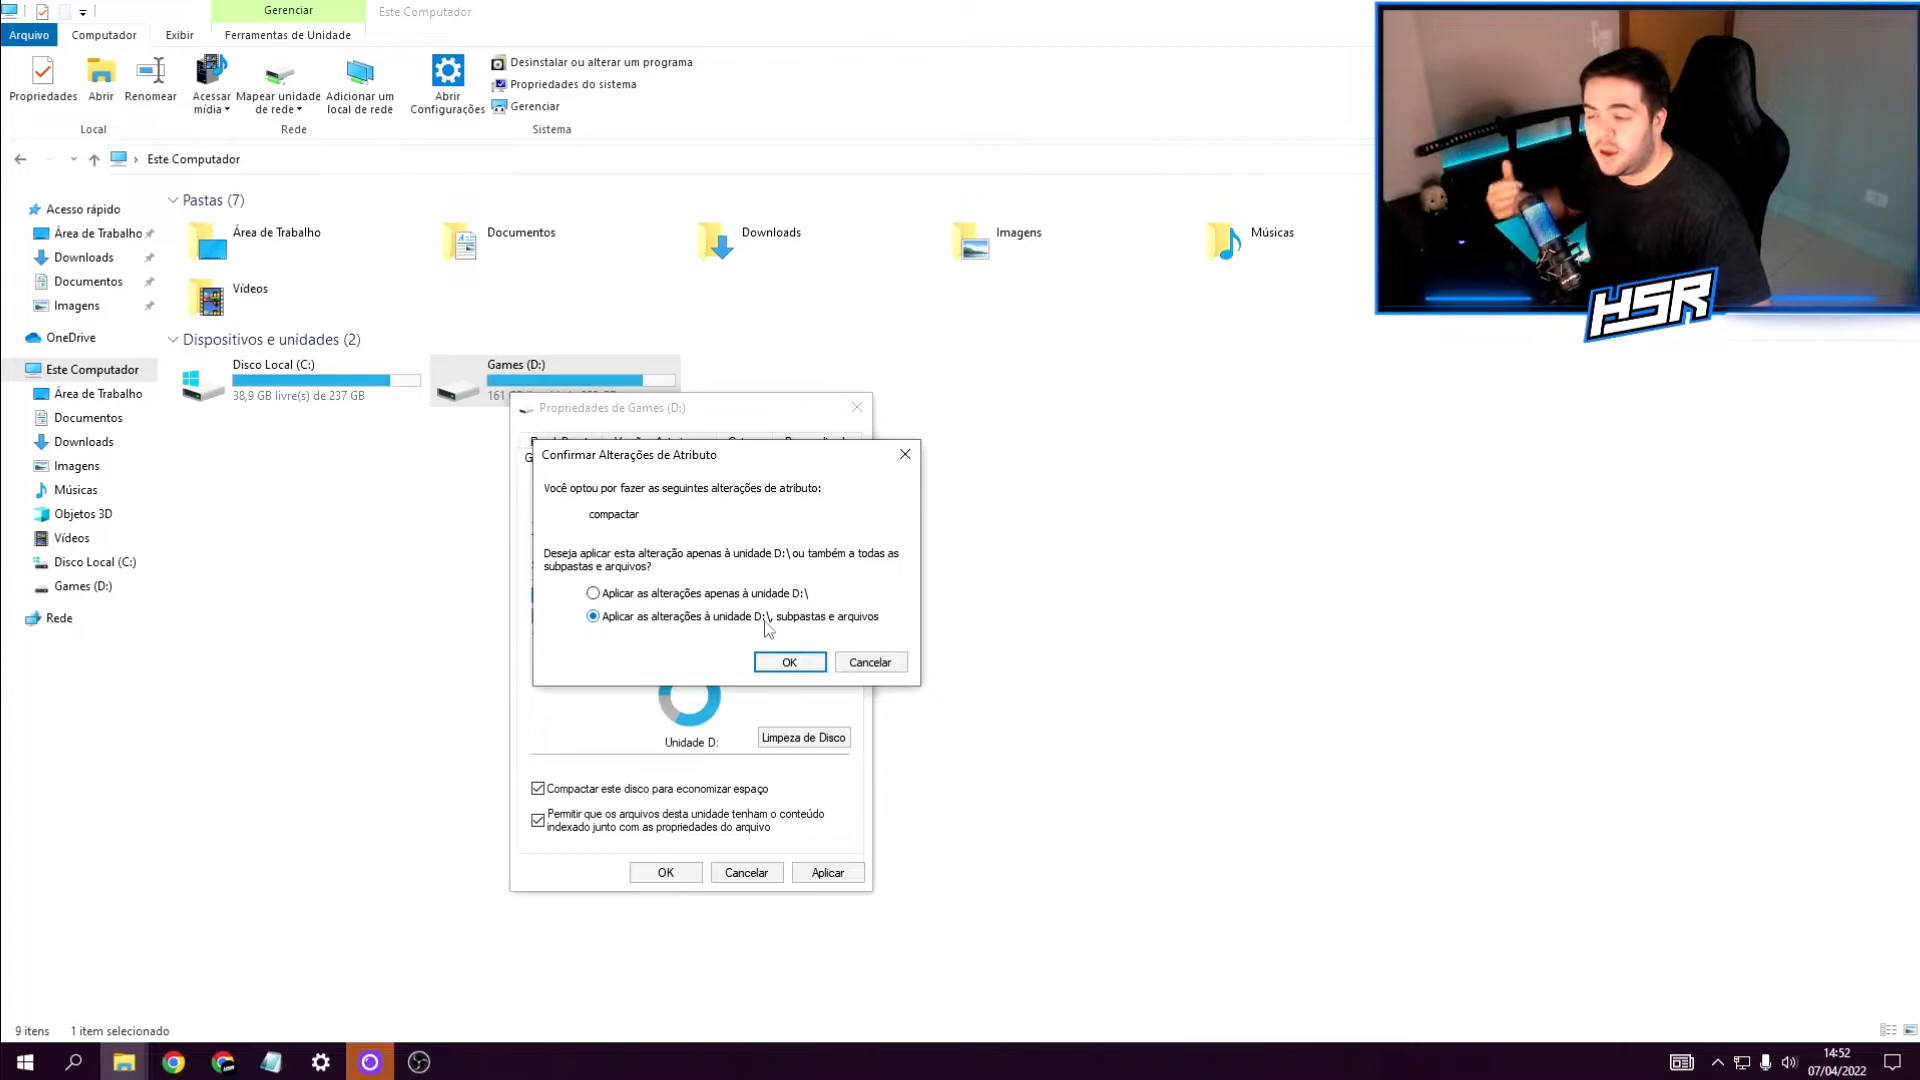 Gerenciar
Este Computador
Arquivo
Computador
Exibir
Ferramentas de Unidade
Propriedades
Abrir
Renomear
Acessar mídia
Mapear unidade de rede
Adicionar um local de rede
Abrir Configurações
Desinstalar ou alterar um programa
Propriedades do sistema
Gerenciar
Local
Rede
Sistema
Este Computador
Acesso rápido
Área de Trabalho
Downloads
Documentos
Imagens
OneDrive
Este Computador
Área de Trabalho
Documentos
Downloads
Imagens
Músicas
Objetos 3D
Vídeos
Disco Local (C:)
Games (D:)
Rede
Pastas (7)
Área de Trabalho
Documentos
Downloads
Imagens
Músicas
Vídeos
Dispositivos e unidades (2)
Disco Local (C:)
38,9 GB livre(s) de 237 GB
Games (D:)
161
Propriedades de Games (D:)
Confirmar Alterações de Atributo
Você optou por fazer as seguintes alterações de atributo:
compactar
Deseja aplicar esta alteração apenas à unidade D:\ ou também a todas as
subpastas e arquivos?
Aplicar as alterações apenas à unidade D:\
Aplicar as alterações à unidade D:\, subpastas e arquivos
OK
Cancelar
Unidade D:
Limpeza de Disco
Compactar este disco para economizar espaço
Permitir que os arquivos desta unidade tenham o conteúdo
indexado junto com as propriedades do arquivo
OK
Cancelar
Aplicar
HSR
9 itens
1 item selecionado
14:52
07/04/2022